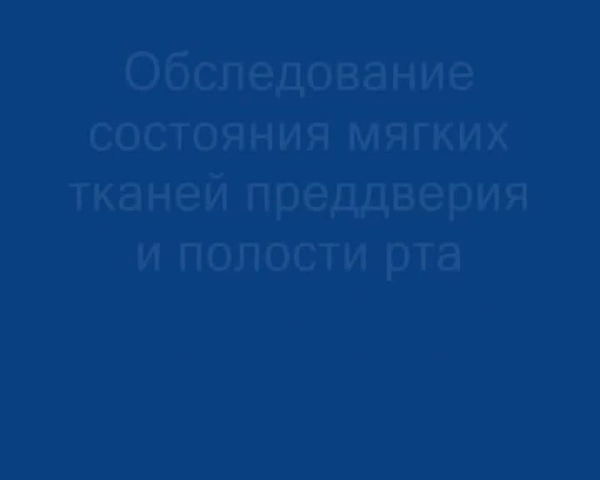 Обследование
состояния мягких
тканей преддверия
и полости рта